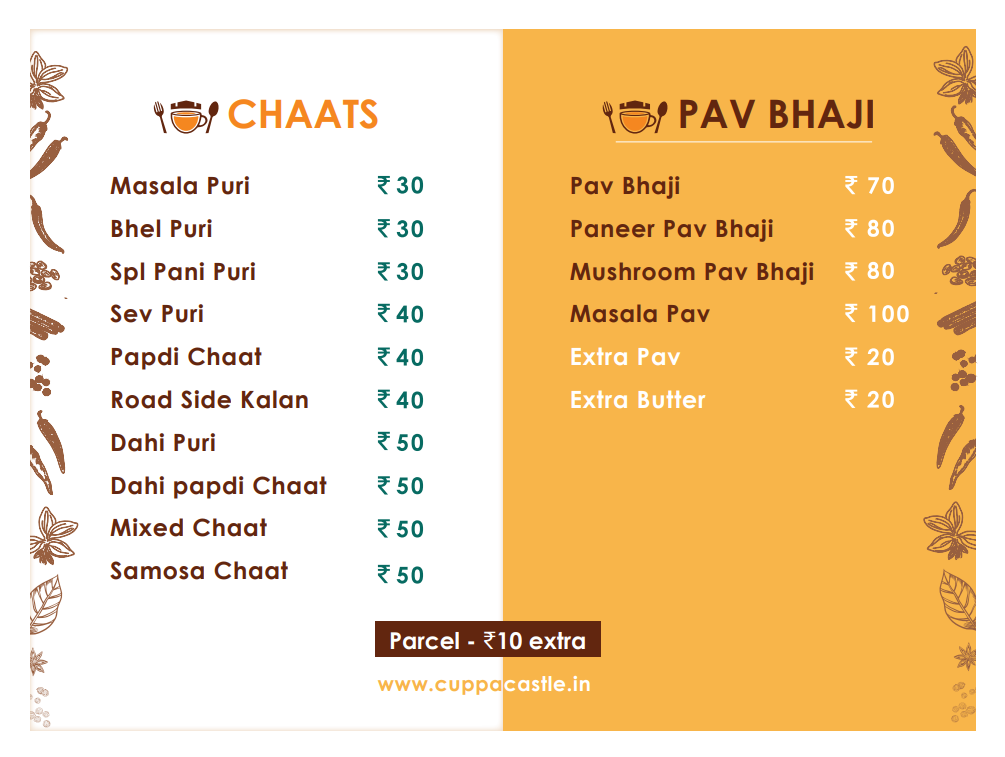 CHAATS
Masala Puri ₹ 30
Bhel Puri ₹ 30
Spl Pani Puri ₹ 30
Sev Puri ₹ 40
Papdi Chaat ₹ 40
Road Side Kalan ₹ 40
Dahi Puri ₹ 50
Dahi papdi Chaat ₹ 50
Mixed Chaat ₹ 50
Samosa Chaat ₹ 50
PAV BHAJI
Pav Bhaji ₹ 70
Paneer Pav Bhaji ₹ 80
Mushroom Pav Bhaji ₹ 80
Masala Pav ₹ 100
Extra Pav ₹ 20
Extra Butter ₹ 20
Parcel - ₹10 extra
www.cuppacastle.in